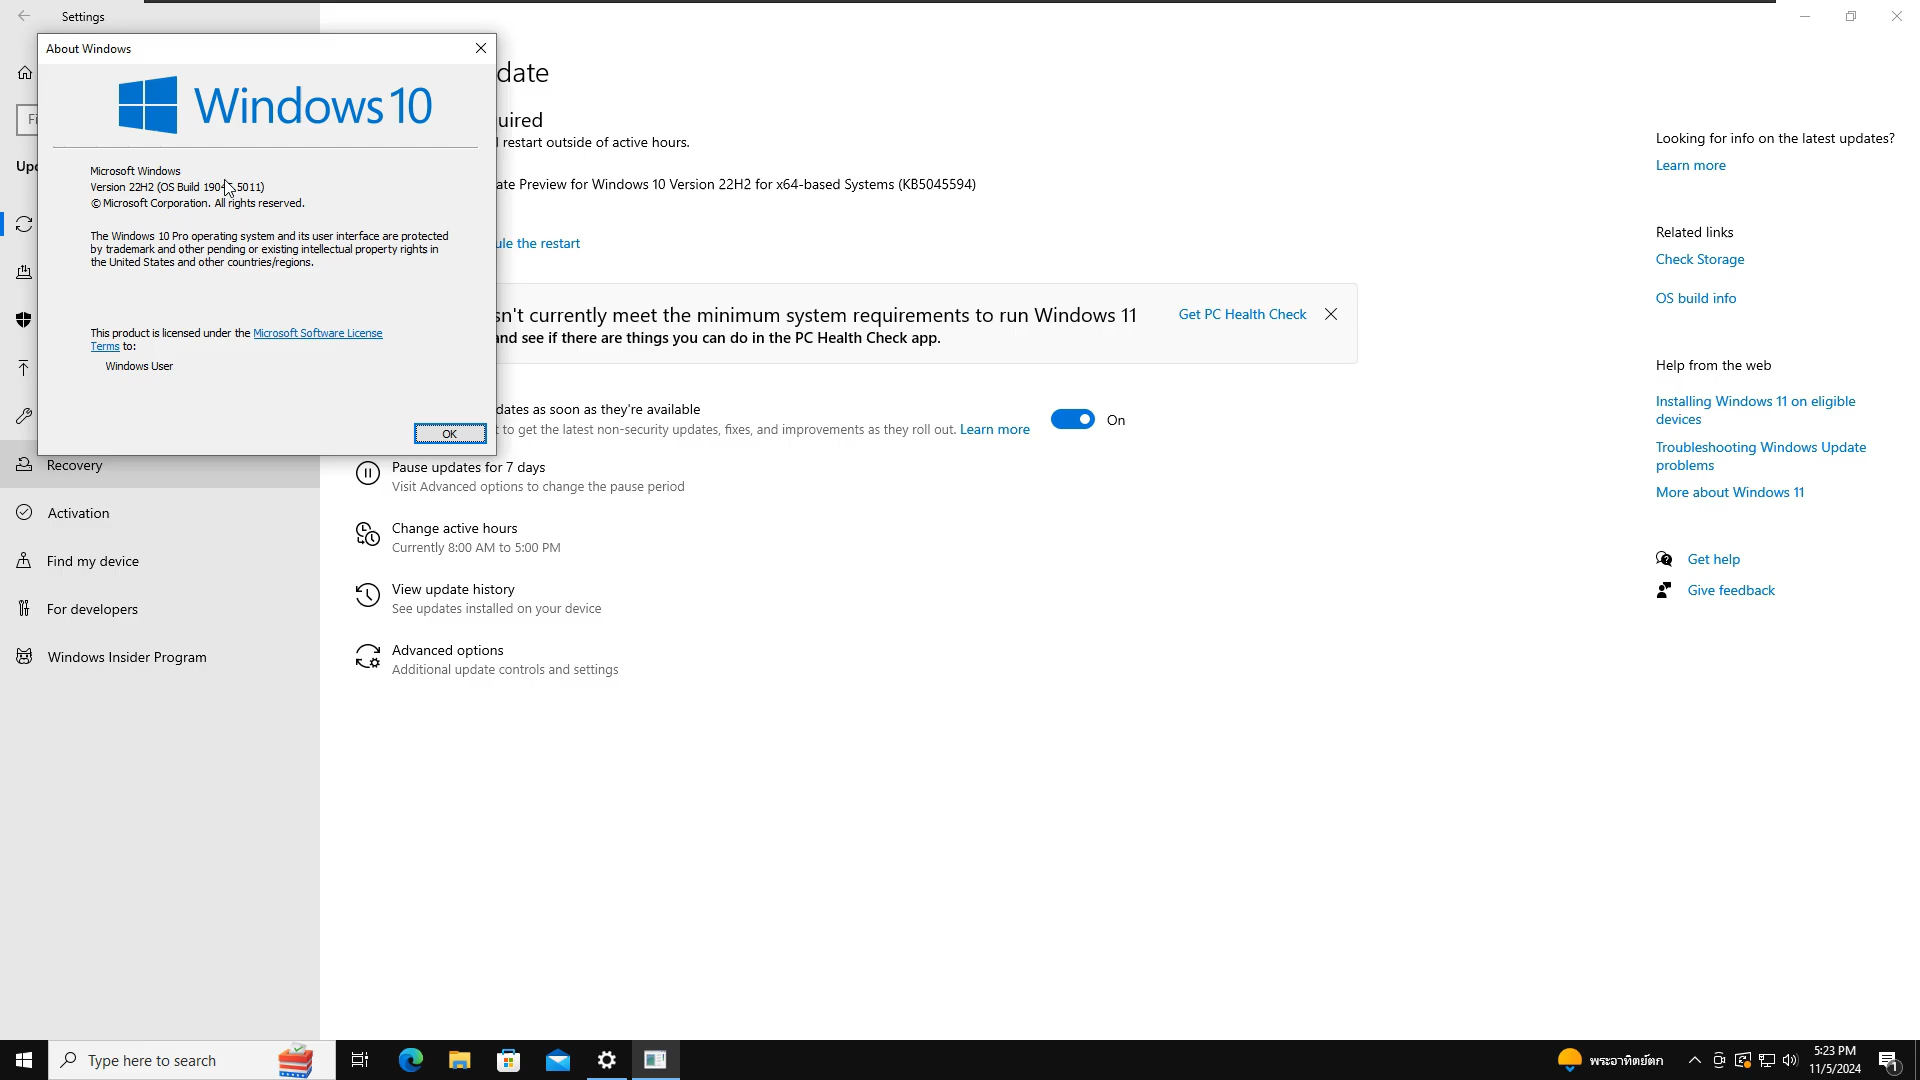 Settings
About Windows
Windows 10
Microsoft Windows
Version 22H2 (OS Build 1904 5011)
© Microsoft Corporation. All rights reserved.
The Windows 10 Pro operating system and its user interface are protected
by trademark and other pending or existing intellectual property rights in
the United States and other countries/regions.
This product is licensed under the Microsoft Software License
Terms to:
Windows User
OK
Fi
Upd
Recovery
Activation
Find my device
For developers
Windows Insider Program
date
uired
restart outside of active hours.
ate Preview for Windows 10 Version 22H2 for x64-based Systems (KB5045594)
ule the restart
sn't currently meet the minimum system requirements to run Windows 11
and see if there are things you can do in the PC Health Check app.
Get PC Health Check
dates as soon as they're available
t to get the latest non-security updates, fixes, and improvements as they roll out. Learn more
On
Pause updates for 7 days
Visit Advanced options to change the pause period
Change active hours
Currently 8:00 AM to 5:00 PM
View update history
See updates installed on your device
Advanced options
Additional update controls and settings
Looking for info on the latest updates?
Learn more
Related links
Check Storage
OS build info
Help from the web
Installing Windows 11 on eligible
devices
Troubleshooting Windows Update
problems
More about Windows 11
Get help
Give feedback
Type here to search
พระอาทิตย์ตก
5:23 PM
11/5/2024
1